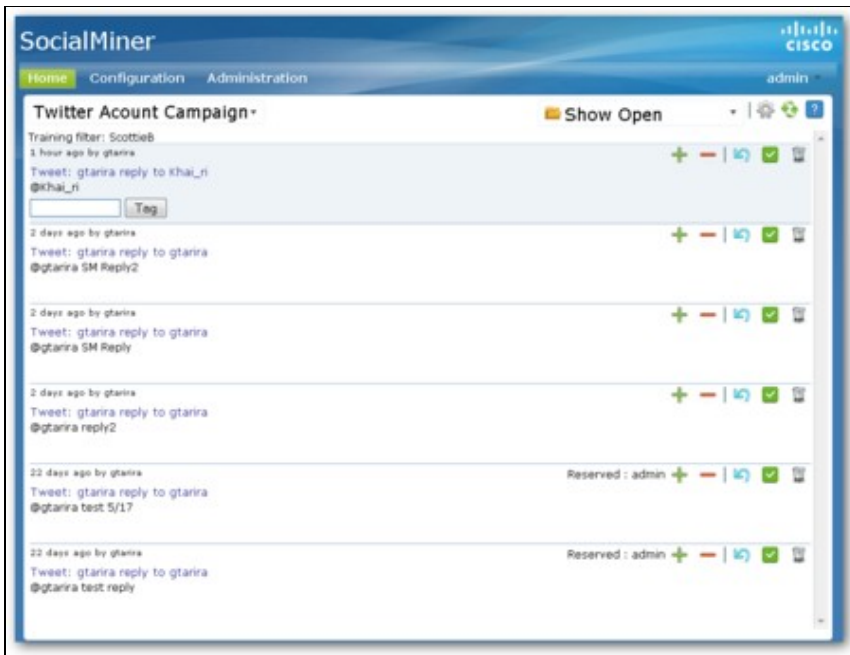 SocialMiner
CISCO
Home Configuration Administration admin
Twitter Acount Campaign Show Open ?
Training filter: ScottieB
1 hour ago by gtarira
Tweet: gtarira reply to Khai_ri
@Khai_ri
Tag
2 days ago by gtarira
Tweet: gtarira reply to gtarira
@gtarira SM Reply2
2 days ago by gtarira
Tweet: gtarira reply to gtarira
@gtarira SM Reply
2 days ago by gtarira
Tweet: gtarira reply to gtarira
@gtarira reply2
22 days ago by gtarira Reserved : admin
Tweet: gtarira reply to gtarira
@gtarira test 5/17
22 days ago by gtarira Reserved : admin
Tweet: gtarira reply to gtarira
@gtarira test reply